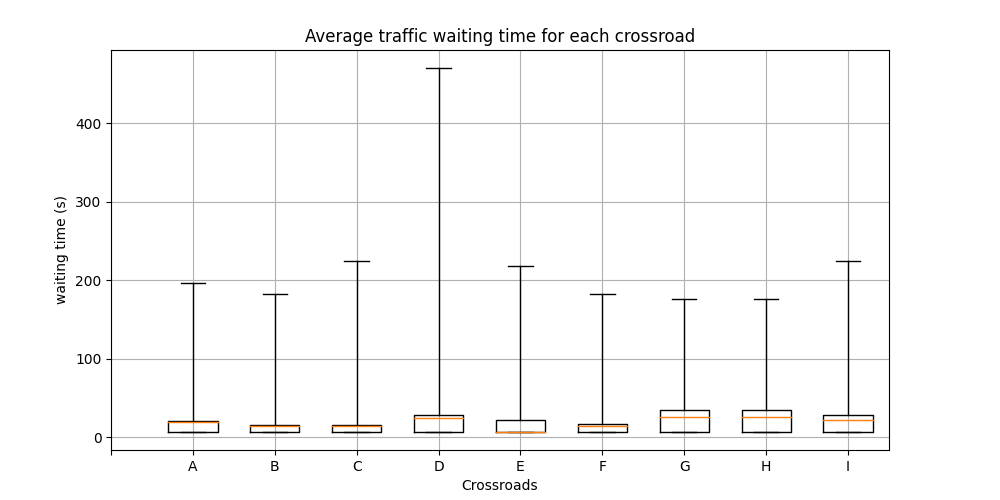 Average traffic waiting time for each crossroad
waiting time (s)
400
300
200
100
0
A B C D E F G H I
Crossroads